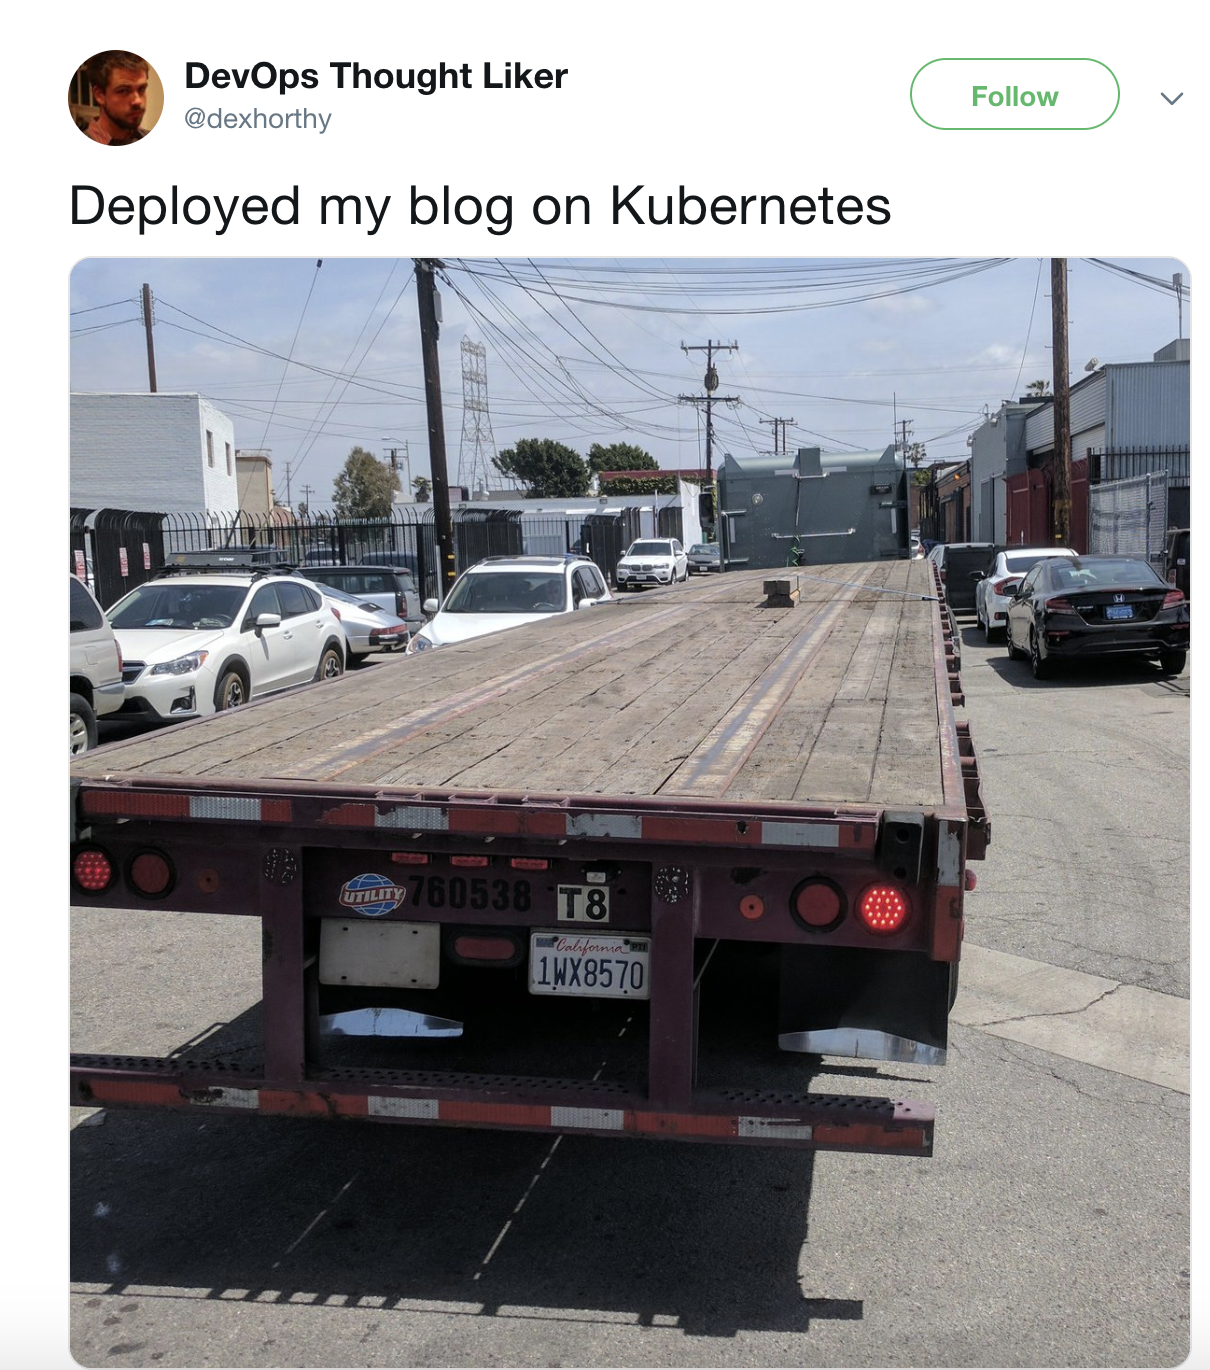 DevOps Thought Liker
@dexhorthy
Follow
Deployed my blog on Kubernetes
UTILITY
760538
T8
California
1WX8570